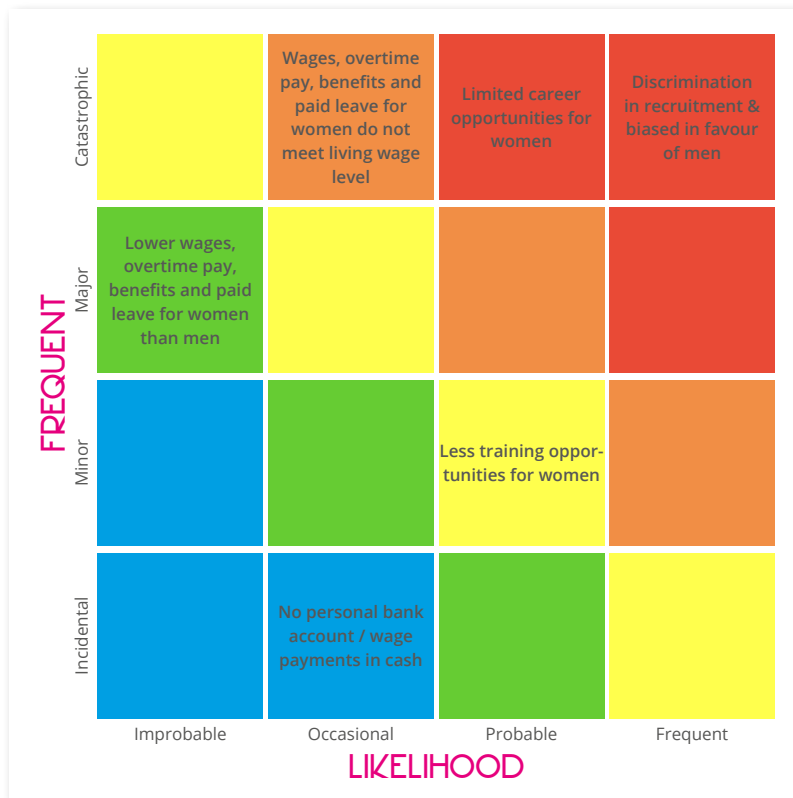 Catastrophic
Wages, overtime
pay, benefits and
paid leave for
women do not
meet living wage
level
Limited career
opportunities for
women
Discrimination
in recruitment &
biased in favour
of men
FREQUENT
Major
Lower wages,
overtime pay,
benefits and paid
leave for women
than men
Minor
Less training oppor-
tunities for women
Incidental
No personal bank
account / wage
payments in cash
Improbable
Occasional
Probable
Frequent
LIKELIHOOD